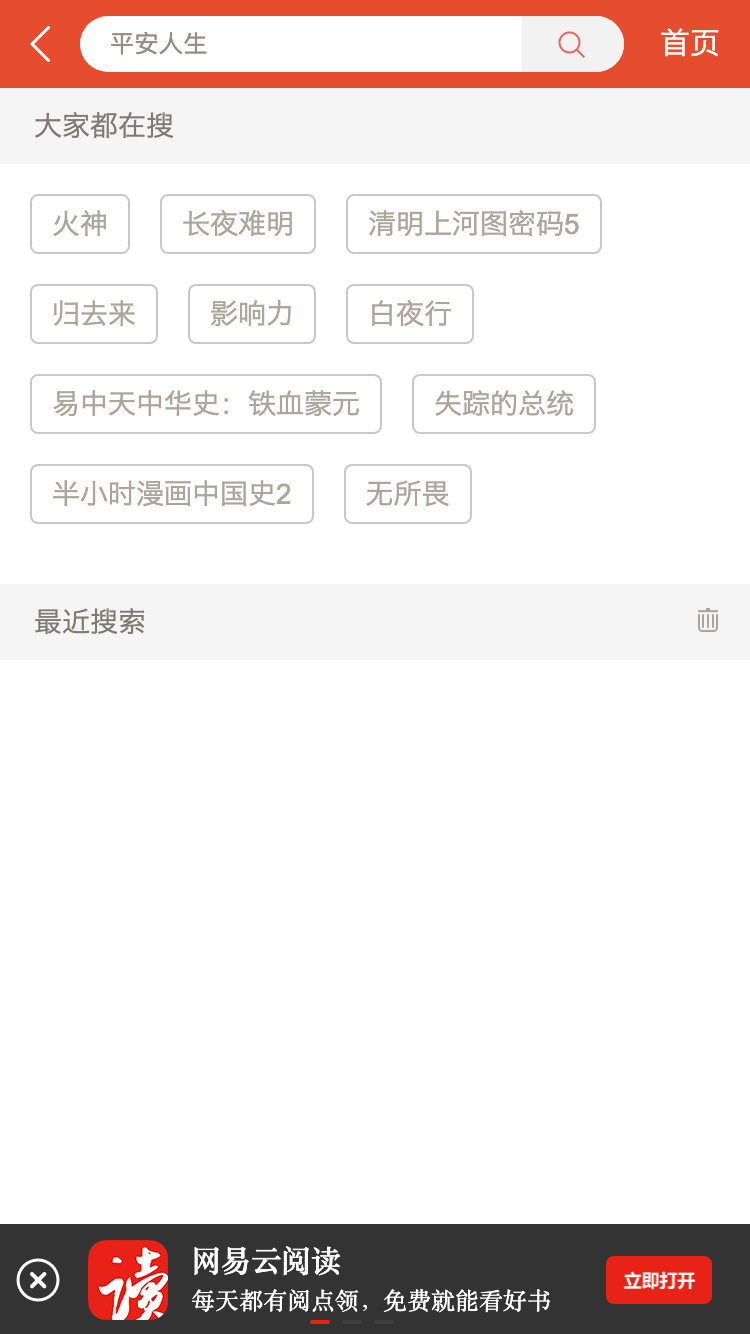 平安人生 首页
大家都在搜
火神 长夜难明 清明上河图密码5
归去来 影响力 白夜行
易中天中华史：铁血蒙元 失踪的总统
半小时漫画中国史2 无所畏
最近搜索
读 网易云阅读
每天都有阅点领，免费就能看好书 立即打开